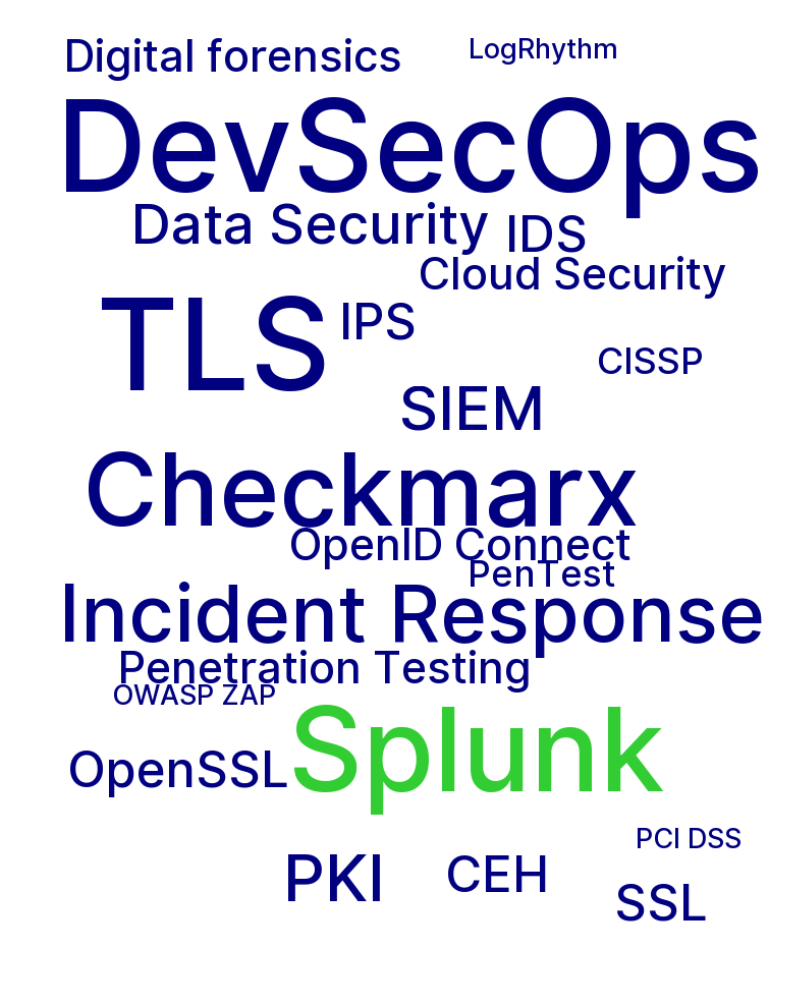 Digital forensics
LogRhythm
DevSecOps
Data Security
IDS
Cloud Security
TLS
IPS
CISSP
SIEM
Checkmarx
OpenID Connect
PenTest
Incident Response
Penetration Testing
OWASP ZAP
Splunk
OpenSSL
PCI DSS
PKI
CEH
SSL